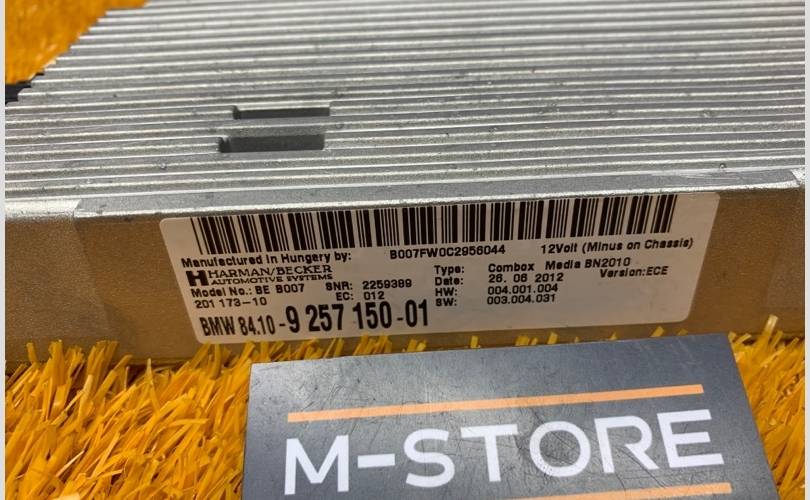 B007FW0C2956044
12Volt (Minus on Chassis)
Manufactured in Hungery by:
HARMAN/BECKER
AUTOMOTIVE SYSTEMS
Model No.: BE B007 SNR: 2259389
201 173-10 EC: 012
Type: Combox Media BN2010
Date: 26. 06 2012 Version:ECE
HW: 004.001.004
SW: 003.004.031
BMW 84.10-9 257 150-01
M-STORE